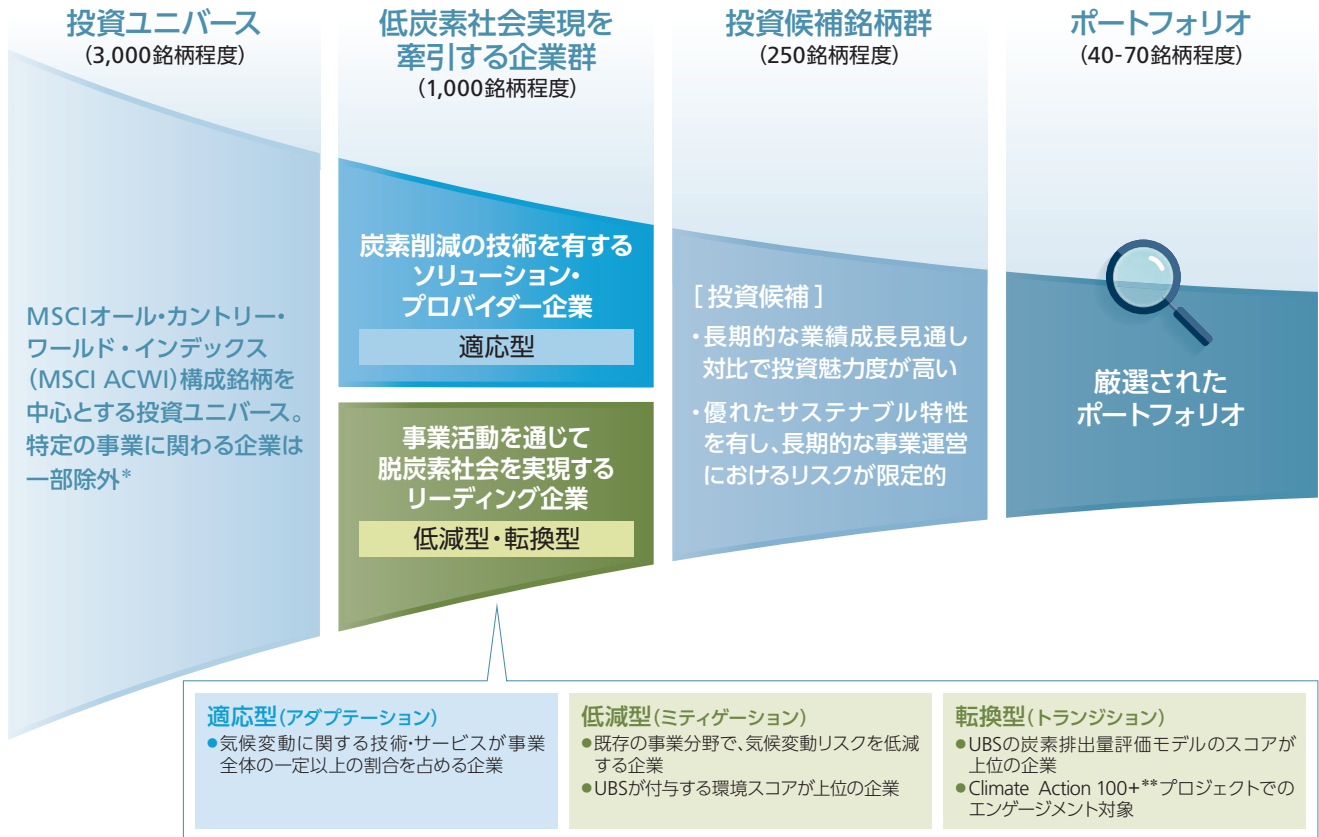 投資ユニバース
（3,000銘柄程度）
MSCIオール・カントリー・
ワールド・インデックス
（MSCI ACWI）構成銘柄を
中心とする投資ユニバース。
特定の事業に関わる企業は
一部除外*
低炭素社会実現を
牽引する企業群
（1,000銘柄程度）
炭素削減の技術を有する
ソリューション・
プロバイダー企業
適応型
事業活動を通じて
脱炭素社会を実現する
リーディング企業
低減型・転換型
投資候補銘柄群
（250銘柄程度）
［投資候補］
・長期的な業績成長見通し
対比で投資魅力度が高い
・優れたサステナブル特性
を有し、長期的な事業運営
におけるリスクが限定的
ポートフォリオ
（40-70銘柄程度）
厳選された
ポートフォリオ
適応型（アダプテーション）
●気候変動に関する技術・サービスが事業
全体の一定以上の割合を占める企業
低減型（ミティゲーション）
●既存の事業分野で、気候変動リスクを低減
する企業
●UBSが付与する環境スコアが上位の企業
転換型（トランジション）
●UBSの炭素排出量評価モデルのスコアが
上位の企業
●Climate Action 100+**プロジェクトでの
エンゲージメント対象